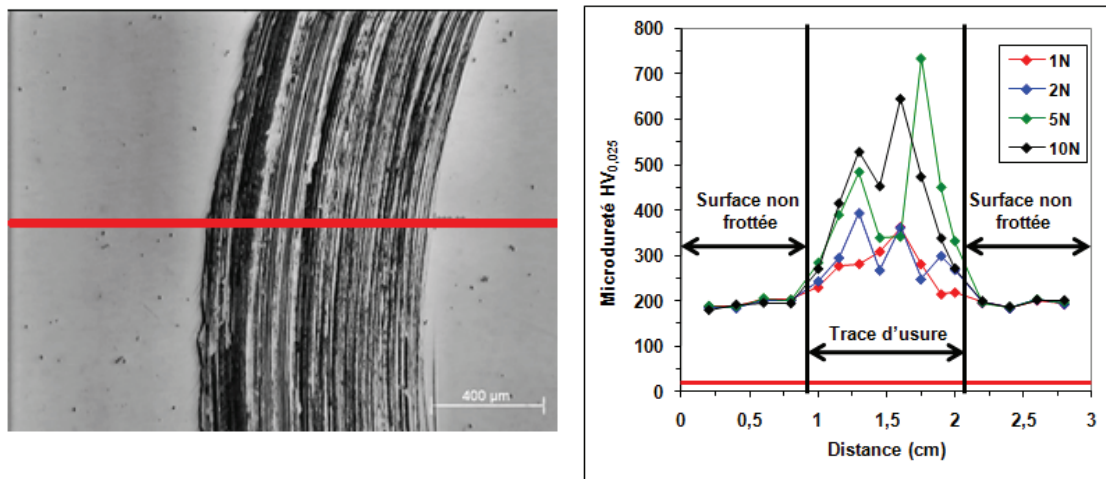 400 µm
800
700
600
500
400
300
200
100
0
Microdureté HV0,025
1N
2N
5N
10N
Surface non
frottée
Surface non
frottée
Trace d'usure
0
0,5
1
1,5
2
2,5
3
Distance (cm)